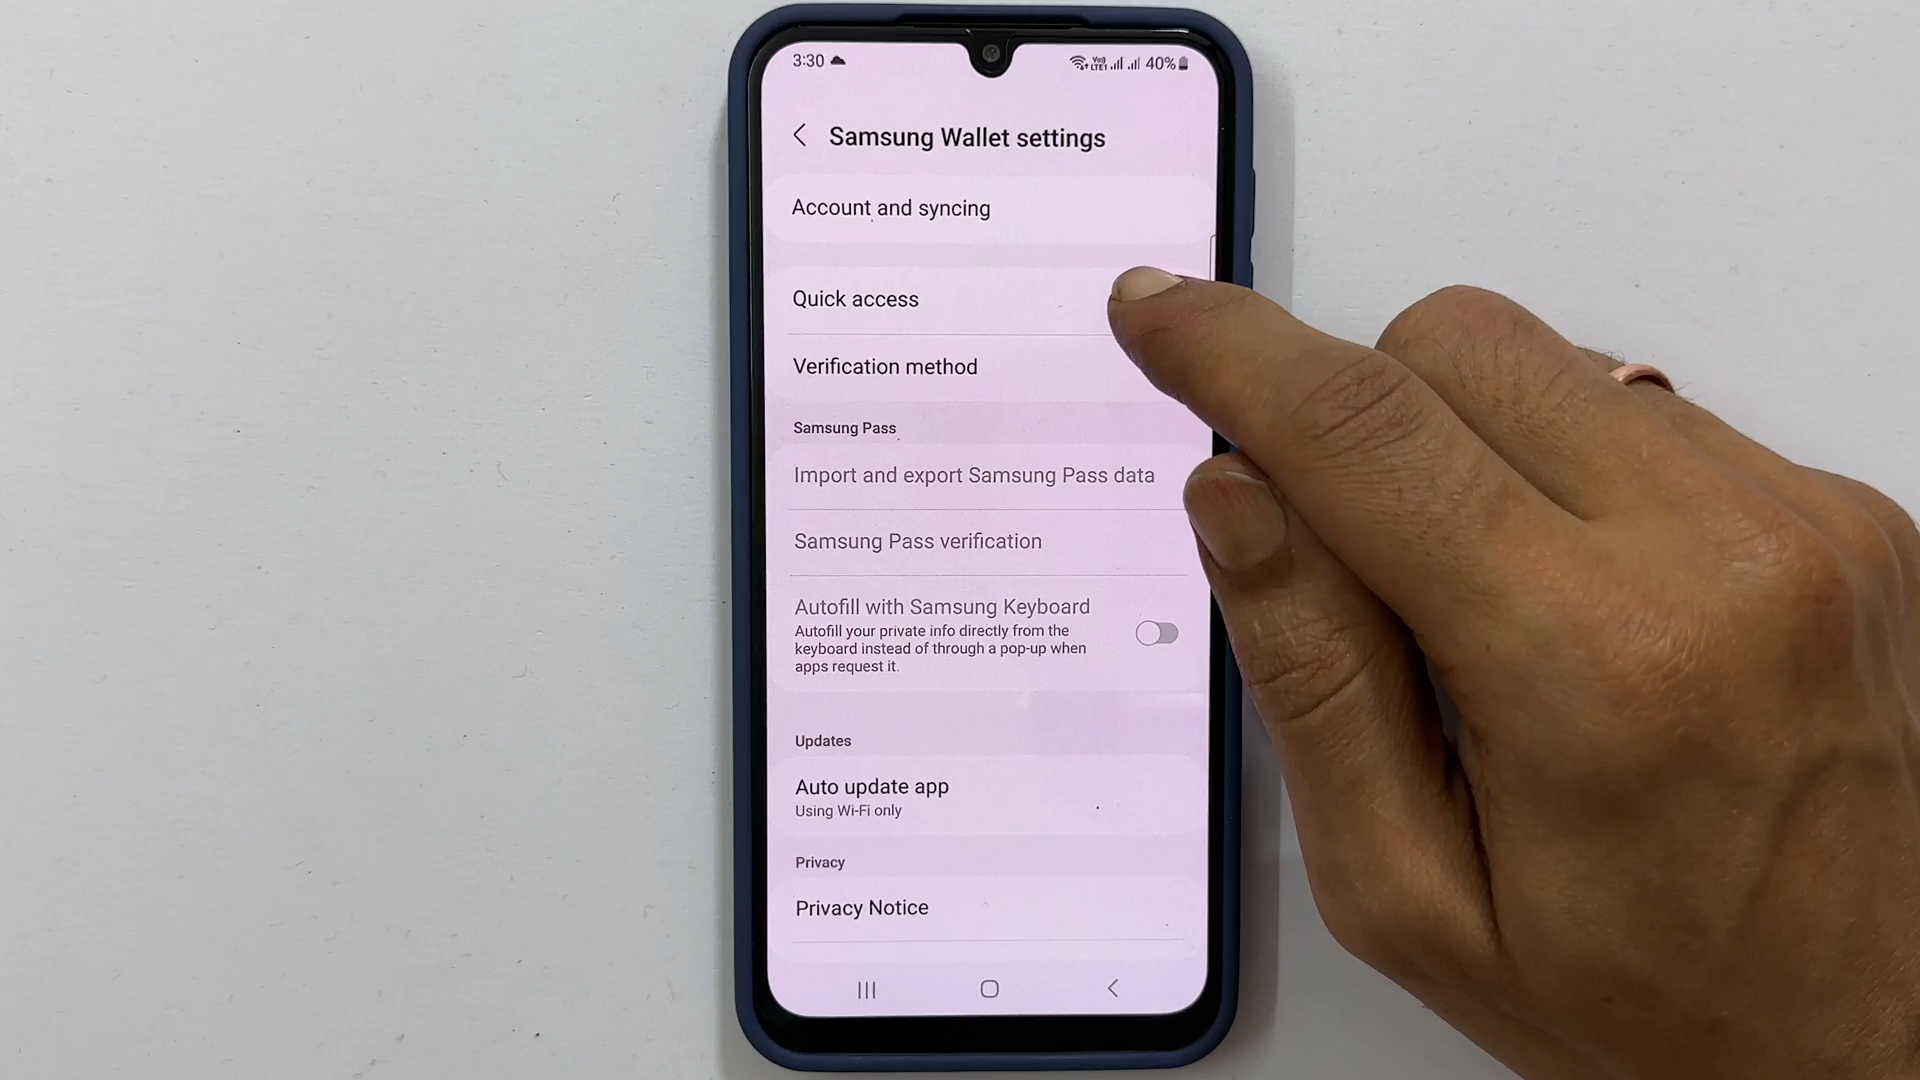 3:30
Vo) LTE1 40%
Samsung Wallet settings
Account and syncing
Quick access
Verification method
Samsung Pass
Import and export Samsung Pass data
Samsung Pass verification
Autofill with Samsung Keyboard
Autofill your private info directly from the
keyboard instead of through a pop-up when
apps request it.
Updates
Auto update app
Using Wi-Fi only
Privacy
Privacy Notice